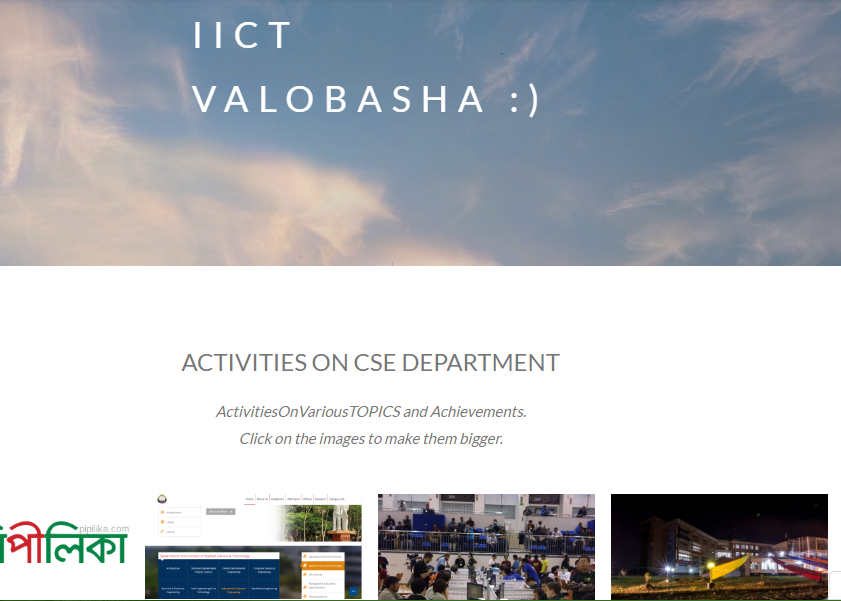 IICT
VALOBASHA :)
ACTIVITIES ON CSE DEPARTMENT
ActivitiesOnVariousTOPICS and Achievements.
Click on the images to make them bigger.
pipilika.com
পীলিকা